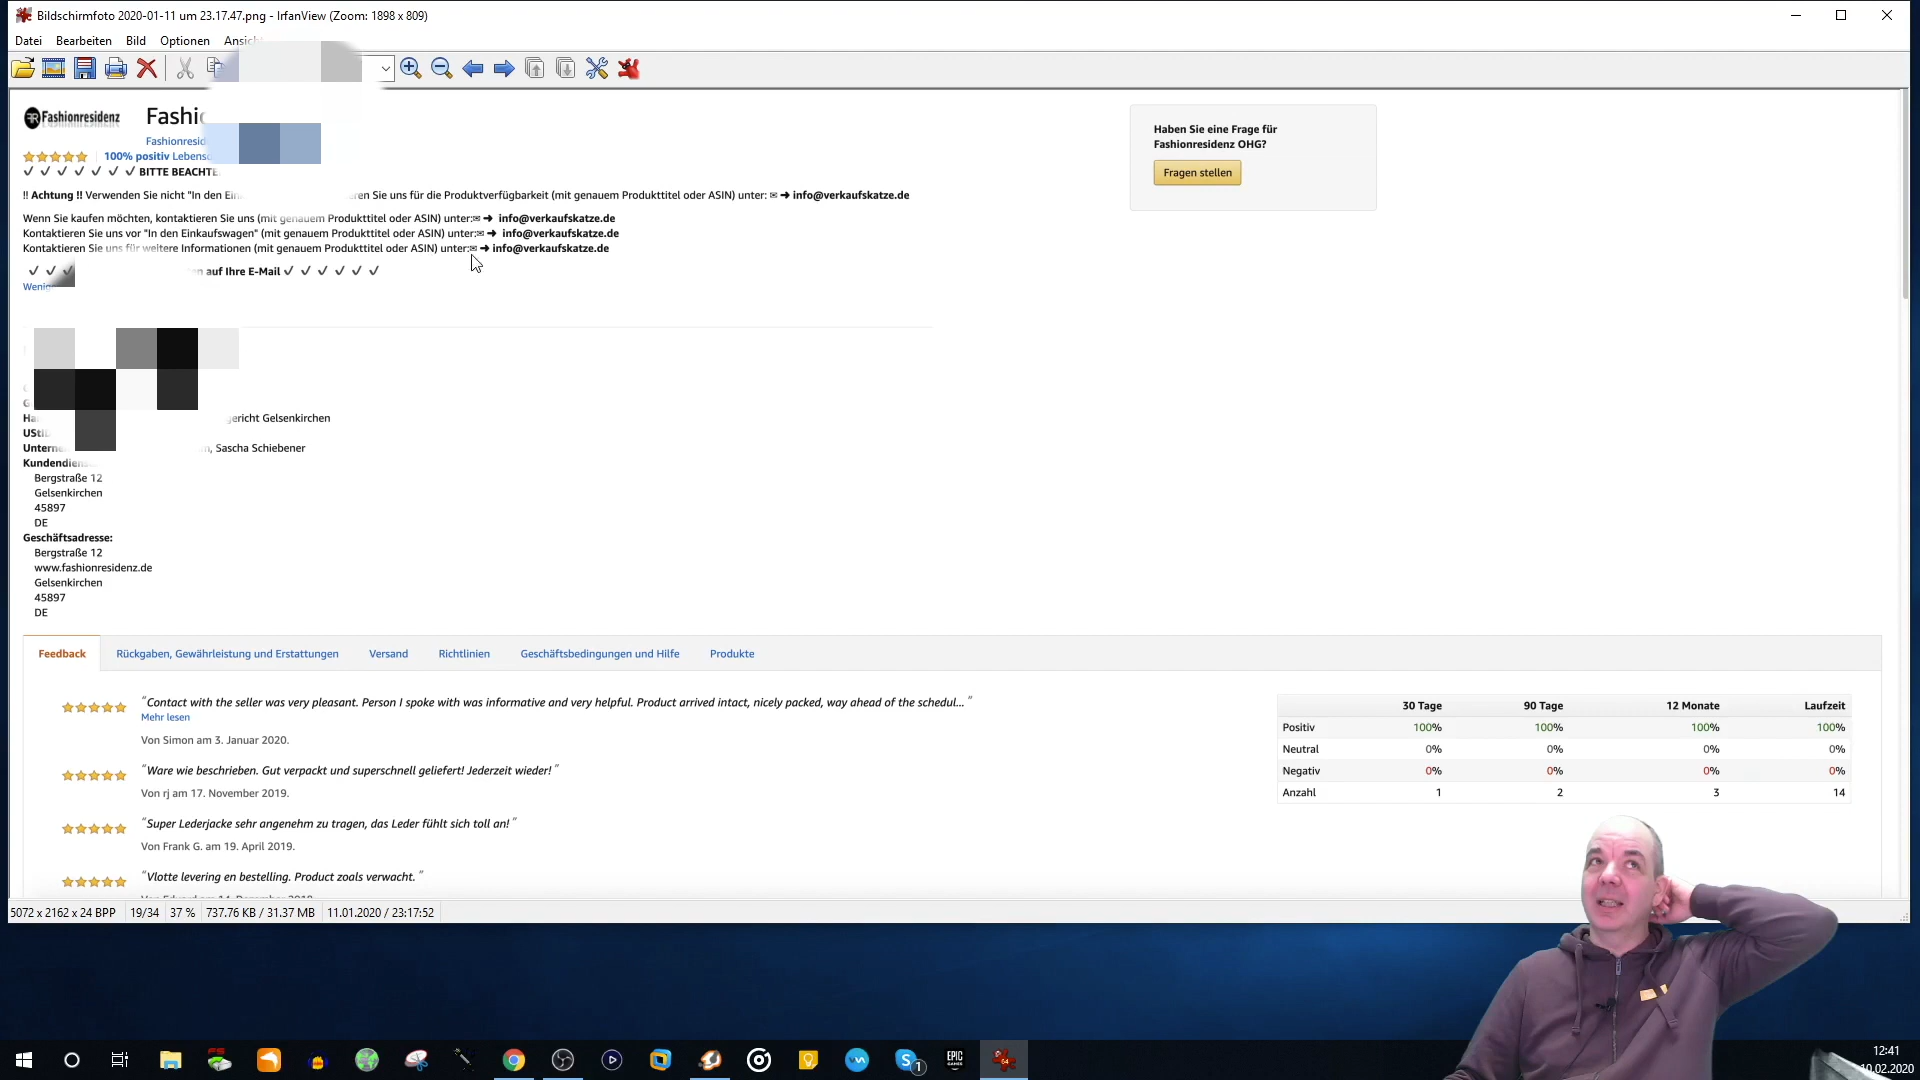 Bildschirmfoto 2020-01-11 um 23.17.47.png - IrfanView (Zoom: 1898 x 809)
Datei Bearbeiten Bild Optionen
Fashionresidenz
100% positiv
✓ ✓ ✓ ✓ ✓ ✓ ✓ BITTE BEACHTE
!! Achtung !! Verwenden Sie nicht "In den Sie uns für die Produktverfügbarkeit (mit genauem Produkttitel oder ASIN) unter: ✉ ➜ info@verkaufskatze.de
Wenn Sie kaufen möchten, kontaktieren Sie uns (mit genauem Produkttitel oder ASIN) unter:✉ ➜ info@verkaufskatze.de
Kontaktieren Sie uns vor "In den Einkaufswagen" (mit genauem Produkttitel oder ASIN) unter:✉ ➜ info@verkaufskatze.de
Kontaktieren Sie uns für weitere Informationen (mit genauem Produkttitel oder ASIN) unter:✉ ➜ info@verkaufskatze.de
✓ ✓ ✓ auf Ihre E-Mail ✓ ✓ ✓ ✓ ✓ ✓
Haben Sie eine Frage für
Fashionresidenz OHG?
Fragen stellen
Gelsenkirchen
Sascha Schiebener
Bergstraße 12
Gelsenkirchen
45897
DE
Geschäftsadresse:
Bergstraße 12
www.fashionresidenz.de
Gelsenkirchen
45897
DE
Feedback Rückgaben, Gewährleistung und Erstattungen Versand Richtlinien Geschäftsbedingungen und Hilfe Produkte
"Contact with the seller was very pleasant. Person I spoke with was informative and very helpful. Product arrived intact, nicely packed, way ahead of the schedul... "
Mehr lesen
Von Simon am 3. Januar 2020.
"Ware wie beschrieben. Gut verpackt und superschnell geliefert! Jederzeit wieder! "
Von rj am 17. November 2019.
"Super Lederjacke sehr angenehm zu tragen, das Leder fühlt sich toll an! "
Von Frank G. am 19. April 2019.
"Vlotte levering en bestelling. Product zoals verwacht. "
30 Tage 90 Tage 12 Monate Laufzeit
Positiv 100% 100% 100% 100%
Neutral 0% 0% 0% 0%
Negativ 0% 0% 0% 0%
Anzahl 1 2 3 14
5072 x 2162 x 24 BPP 19/34 37 % 737.76 KB / 31.37 MB 11.01.2020 / 23:17:52
EPIC
GAMES
1
12:41
10.02.2020